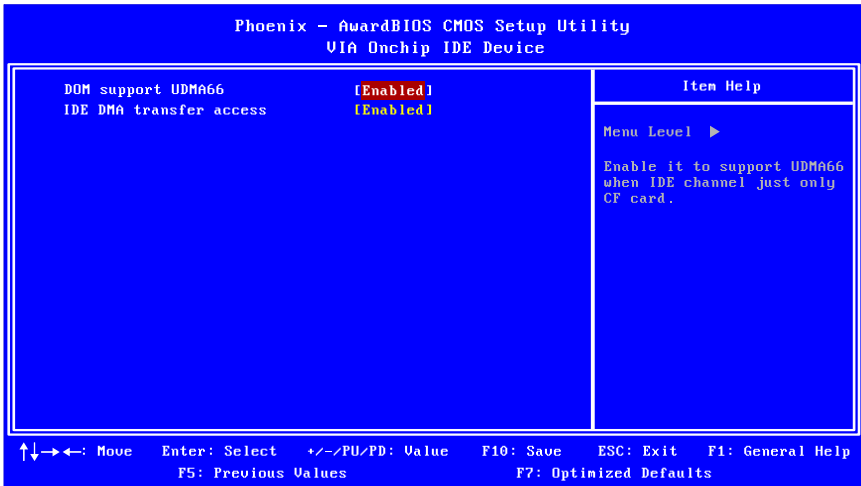 Phoenix - AwardBIOS CMOS Setup Utility
VIA Onchip IDE Device
DOM support UDMA66 [Enabled]
IDE DMA transfer access [Enabled]
Item Help
Menu Level ▶
Enable it to support UDMA66
when IDE channel just only
CF card.
↑↓→←: Move Enter: Select +/-/PU/PD: Value F10: Save ESC: Exit F1: General Help
F5: Previous Values F7: Optimized Defaults